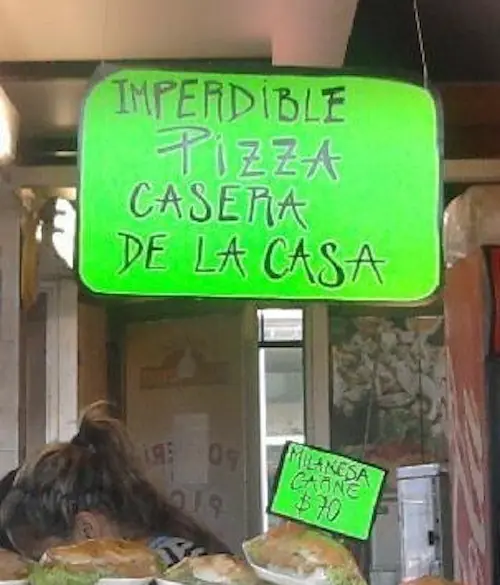 IMPERDIBLE
PIZZA
CASERA
DE LA CASA
MILANESA
CARNE
$70